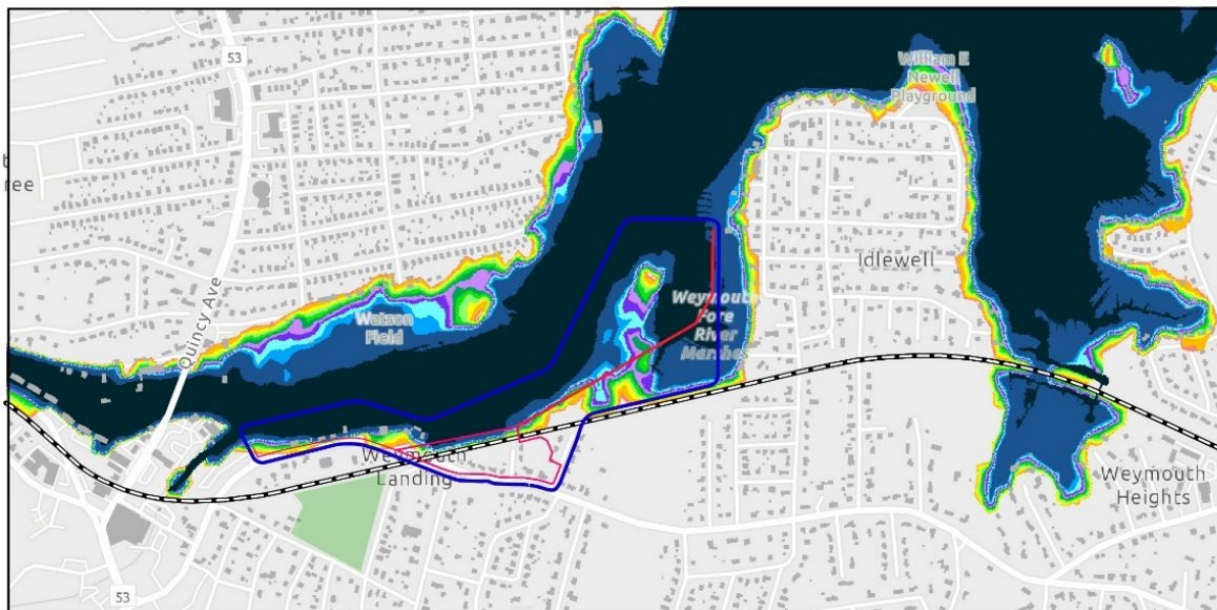 53
William E
Newell
Playground
t
ree
Quincy Ave
Idlewell
Watson
Field
Weymouth
Fore
River
Marshes
Weymouth
Landing
Weymouth
Heights
53